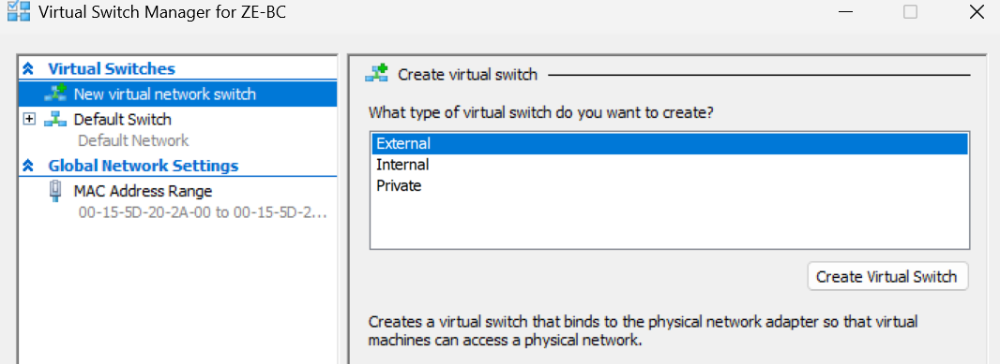 Virtual Switch Manager for ZE-BC
Virtual Switches
New virtual network switch
Default Switch
Default Network
Global Network Settings
MAC Address Range
00-15-5D-20-2A-00 to 00-15-5D-2...
Create virtual switch
What type of virtual switch do you want to create?
External
Internal
Private
Create Virtual Switch
Creates a virtual switch that binds to the physical network adapter so that virtual
machines can access a physical network.